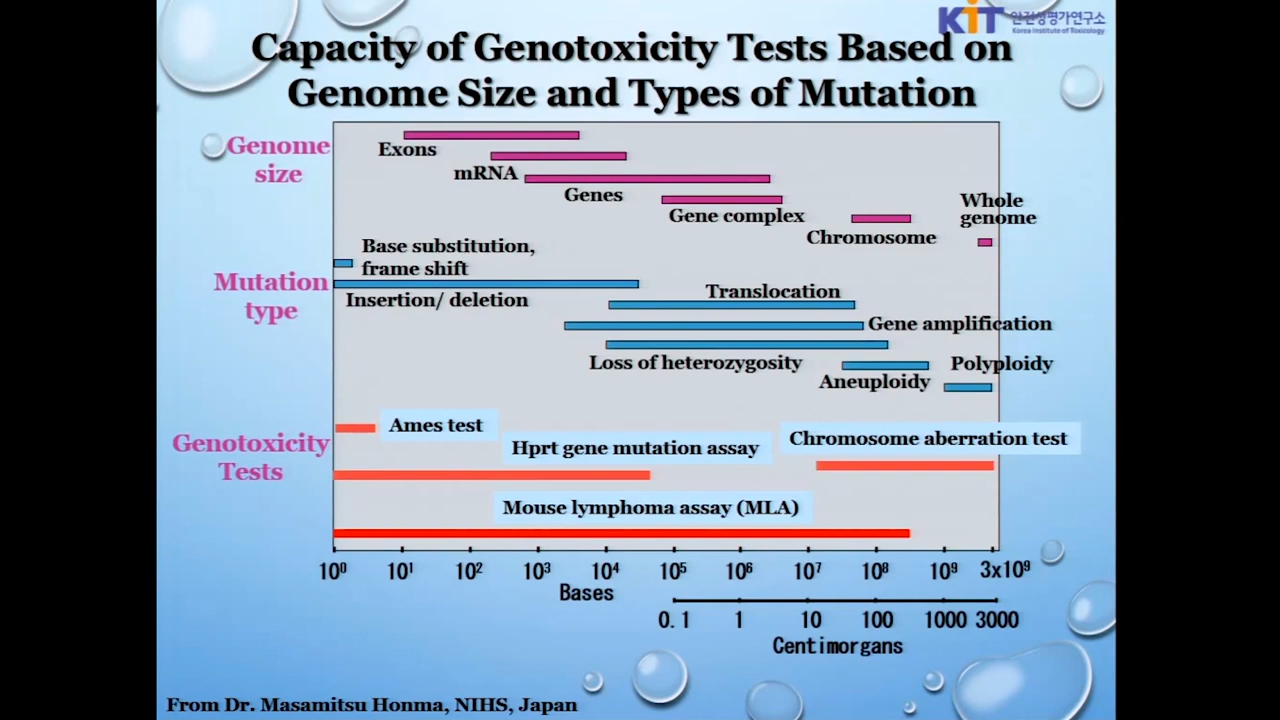 KIT 안전성평가연구소
Korea Institute of Toxicology
Capacity of Genotoxicity Tests Based on
Genome Size and Types of Mutation
Genome
size
Exons
mRNA
Genes
Gene complex
Chromosome
Whole
genome
Mutation
type
Base substitution,
frame shift
Insertion/ deletion
Translocation
Gene amplification
Loss of heterozygosity
Aneuploidy
Polyploidy
Genotoxicity
Tests
Ames test
Hprt gene mutation assay
Chromosome aberration test
Mouse lymphoma assay (MLA)
10⁰ 10¹ 10² 10³ 10⁴ 10⁵ 10⁶ 10⁷ 10⁸ 10⁹ 3x10⁹
Bases
0.1 1 10 100 1000 3000
Centimorgans
From Dr. Masamitsu Honma, NIHS, Japan